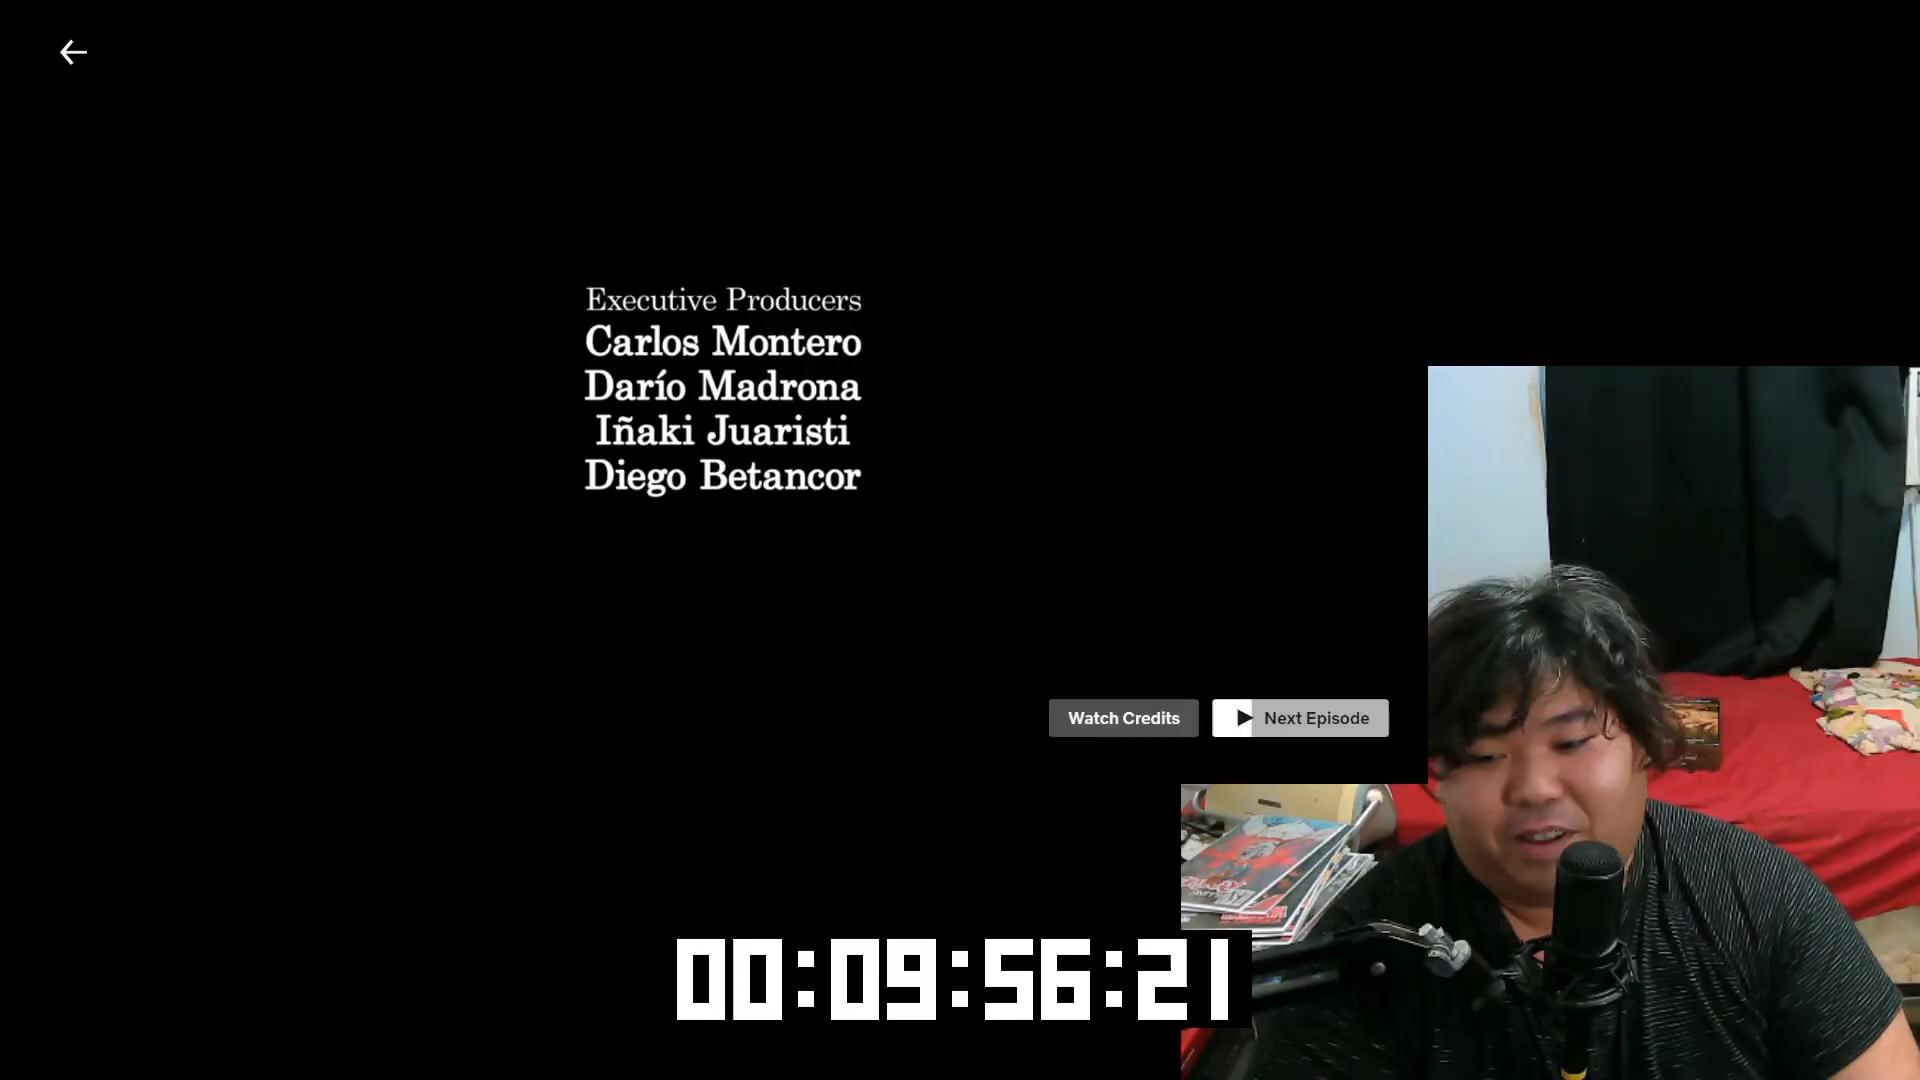 Executive Producers
Carlos Montero
Darío Madrona
Iñaki Juaristi
Diego Betancor
Watch Credits
Next Episode
00:09:56:21